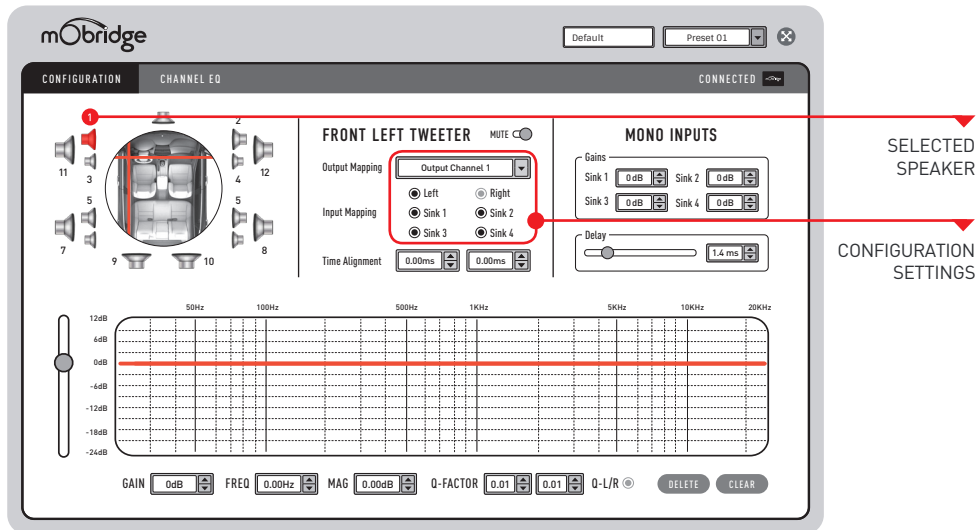 mObridge
Default
Preset 01
CONFIGURATION
CHANNEL EQ
CONNECTED
1
2
11
3
4
12
5
5
7
8
9
10
FRONT LEFT TWEETER
MUTE
Output Mapping
Output Channel 1
Left
Right
Input Mapping
Sink 1
Sink 2
Sink 3
Sink 4
Time Alignment
0.00ms
0.00ms
MONO INPUTS
Gains
Sink 1
0dB
Sink 2
0dB
Sink 3
0dB
Sink 4
0dB
Delay
1.4 ms
SELECTED
SPEAKER
CONFIGURATION
SETTINGS
50Hz
100Hz
500Hz
1KHz
5KHz
10KHz
20KHz
12dB
6dB
0dB
-6dB
-12dB
-18dB
-24dB
GAIN
0dB
FREQ
0.00Hz
MAG
0.00dB
Q-FACTOR
0.01
0.01
Q-L/R
DELETE
CLEAR